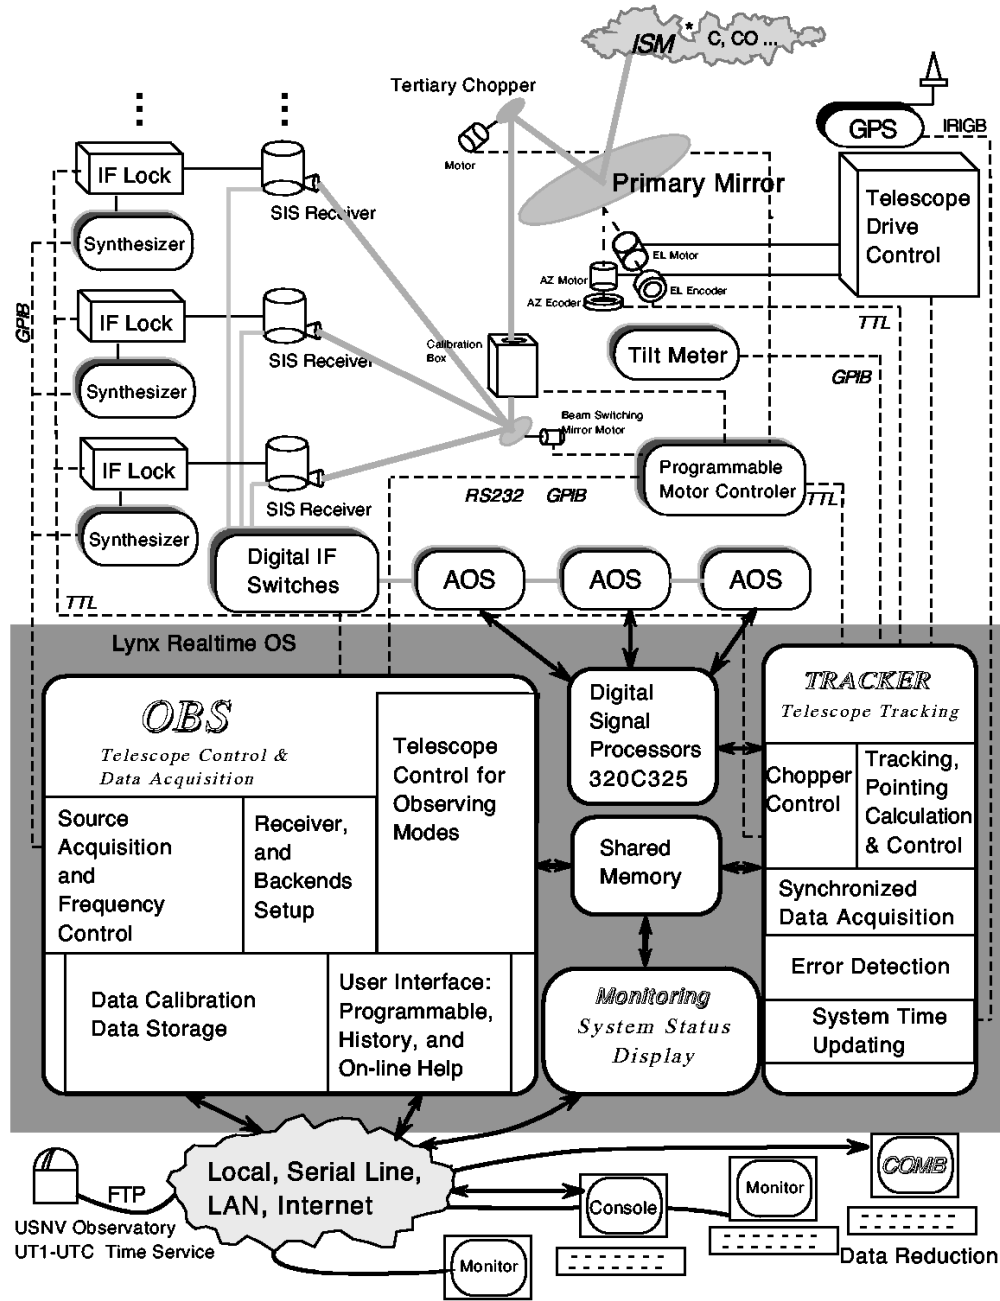 ISM * C, CO ...
Tertiary Chopper
Motor
GPS
IRIGB
IF Lock
SIS Receiver
Synthesizer
Primary Mirror
Telescope
Drive
Control
EL Motor
AZ Motor
EL Encoder
AZ Ecoder
TTL
GPIB
IF Lock
SIS Receiver
Synthesizer
Calibration
Box
Tilt Meter
GPIB
Beam Switching
Mirror Motor
IF Lock
SIS Receiver
Synthesizer
Programmable
Motor Controler
RS232 GPIB
TTL
Digital IF
Switches
AOS
AOS
AOS
TTL
Lynx Realtime OS
OBS
Telescope Control &
Data Acquisition
Telescope
Control for
Observing
Modes
Source
Acquisition
and
Frequency
Control
Receiver,
and
Backends
Setup
Data Calibration
Data Storage
User Interface:
Programmable,
History, and
On-line Help
Digital
Signal
Processors
320C325
Shared
Memory
Monitoring
System Status
Display
TRACKER
Telescope Tracking
Chopper
Control
Tracking,
Pointing
Calculation
& Control
Synchronized
Data Acquisition
Error Detection
System Time
Updating
Local, Serial Line,
LAN, Internet
FTP
USNV Observatory
UT1-UTC Time Service
Monitor
Console
Monitor
COMB
Data Reduction